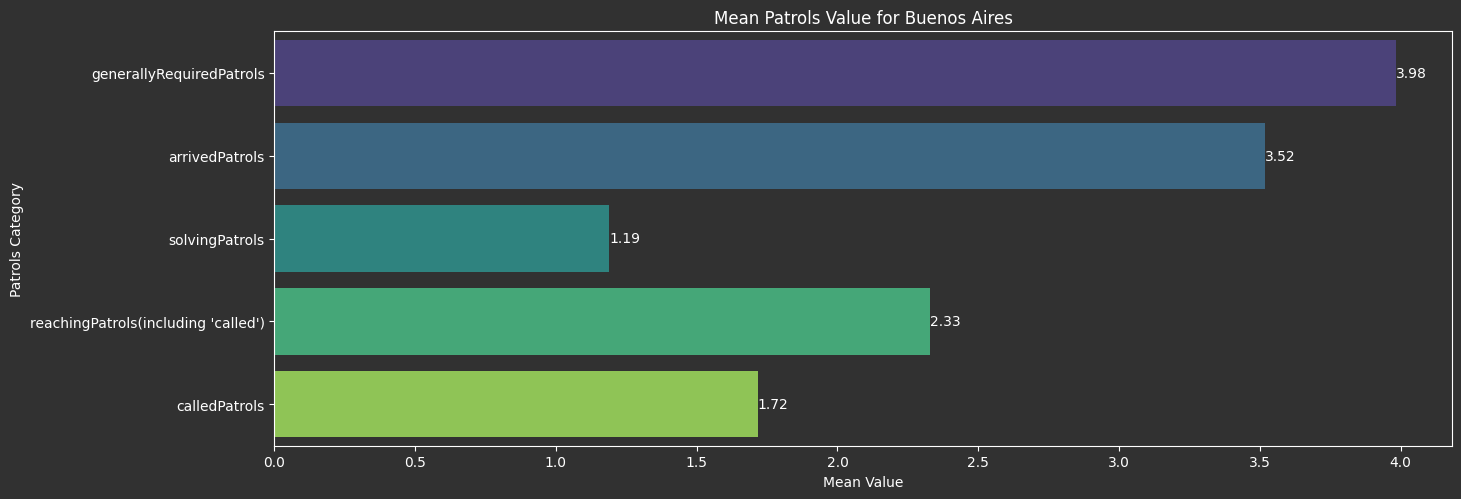 Mean Patrols Value for Buenos Aires
Patrols Category
generallyRequiredPatrols
3.98
arrivedPatrols
3.52
solvingPatrols
1.19
reachingPatrols(including 'called')
2.33
calledPatrols
1.72
0.0 0.5 1.0 1.5 2.0 2.5 3.0 3.5 4.0
Mean Value